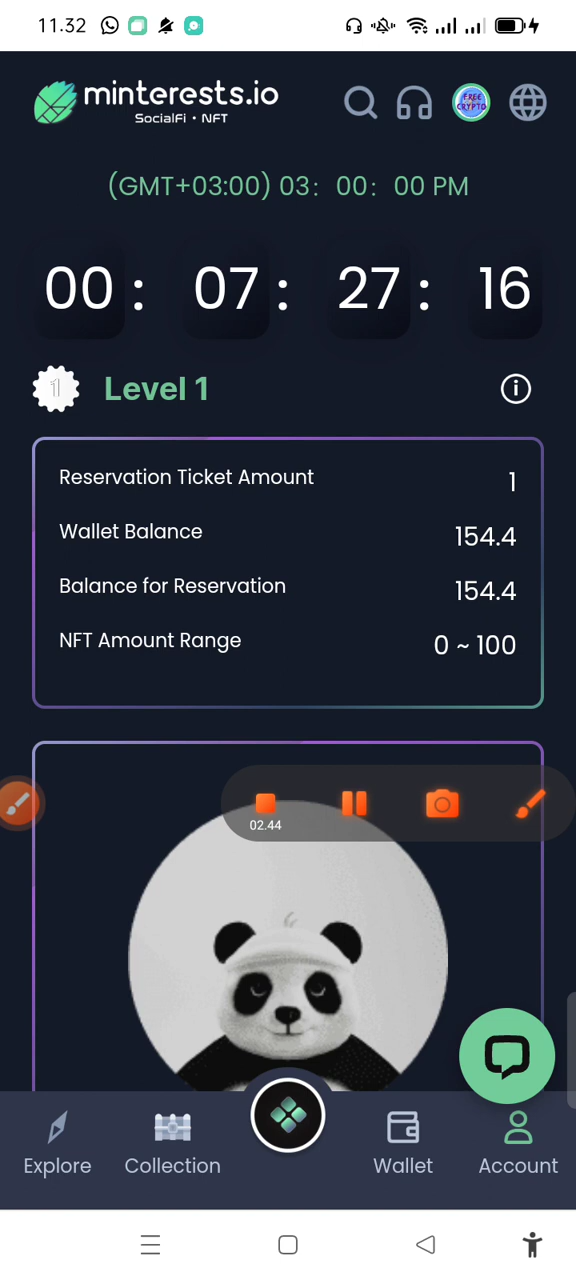 11.32
minterests.io
SocialFi • NFT
FREE CRYPTO
(GMT+03:00) 03: 00: 00 PM
00 : 07 : 27 : 16
1 Level 1
Reservation Ticket Amount 1
Wallet Balance 154.4
Balance for Reservation 154.4
NFT Amount Range 0 ~ 100
02.44
Explore Collection Wallet Account